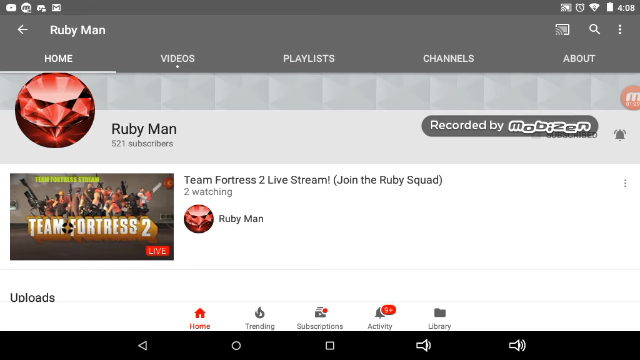 4:08
Ruby Man
HOME VIDEOS PLAYLISTS CHANNELS ABOUT
Ruby Man
521 subscribers
Recorded by mobizen
SUBSCRIBED
TEAM FORTRESS STREAM
TEAM FORTRESS 2
LIVE
Team Fortress 2 Live Stream! (Join the Ruby Squad)
2 watching
Ruby Man
Uploads
9+
Home Trending Subscriptions Activity Library